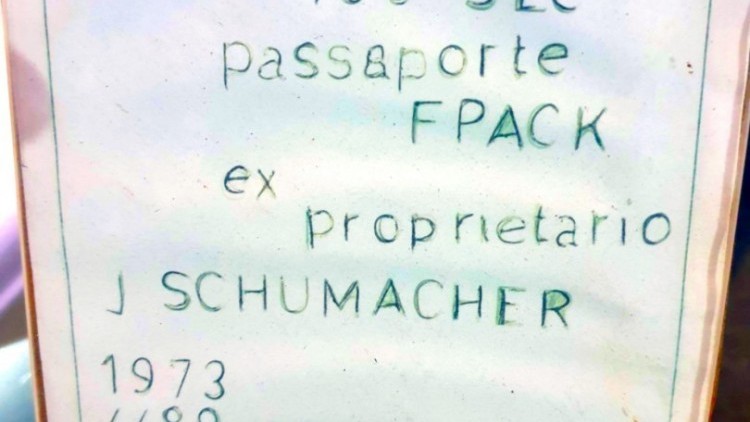 passaporte
FPACK
ex
proprietario
J SCHUMACHER
1973